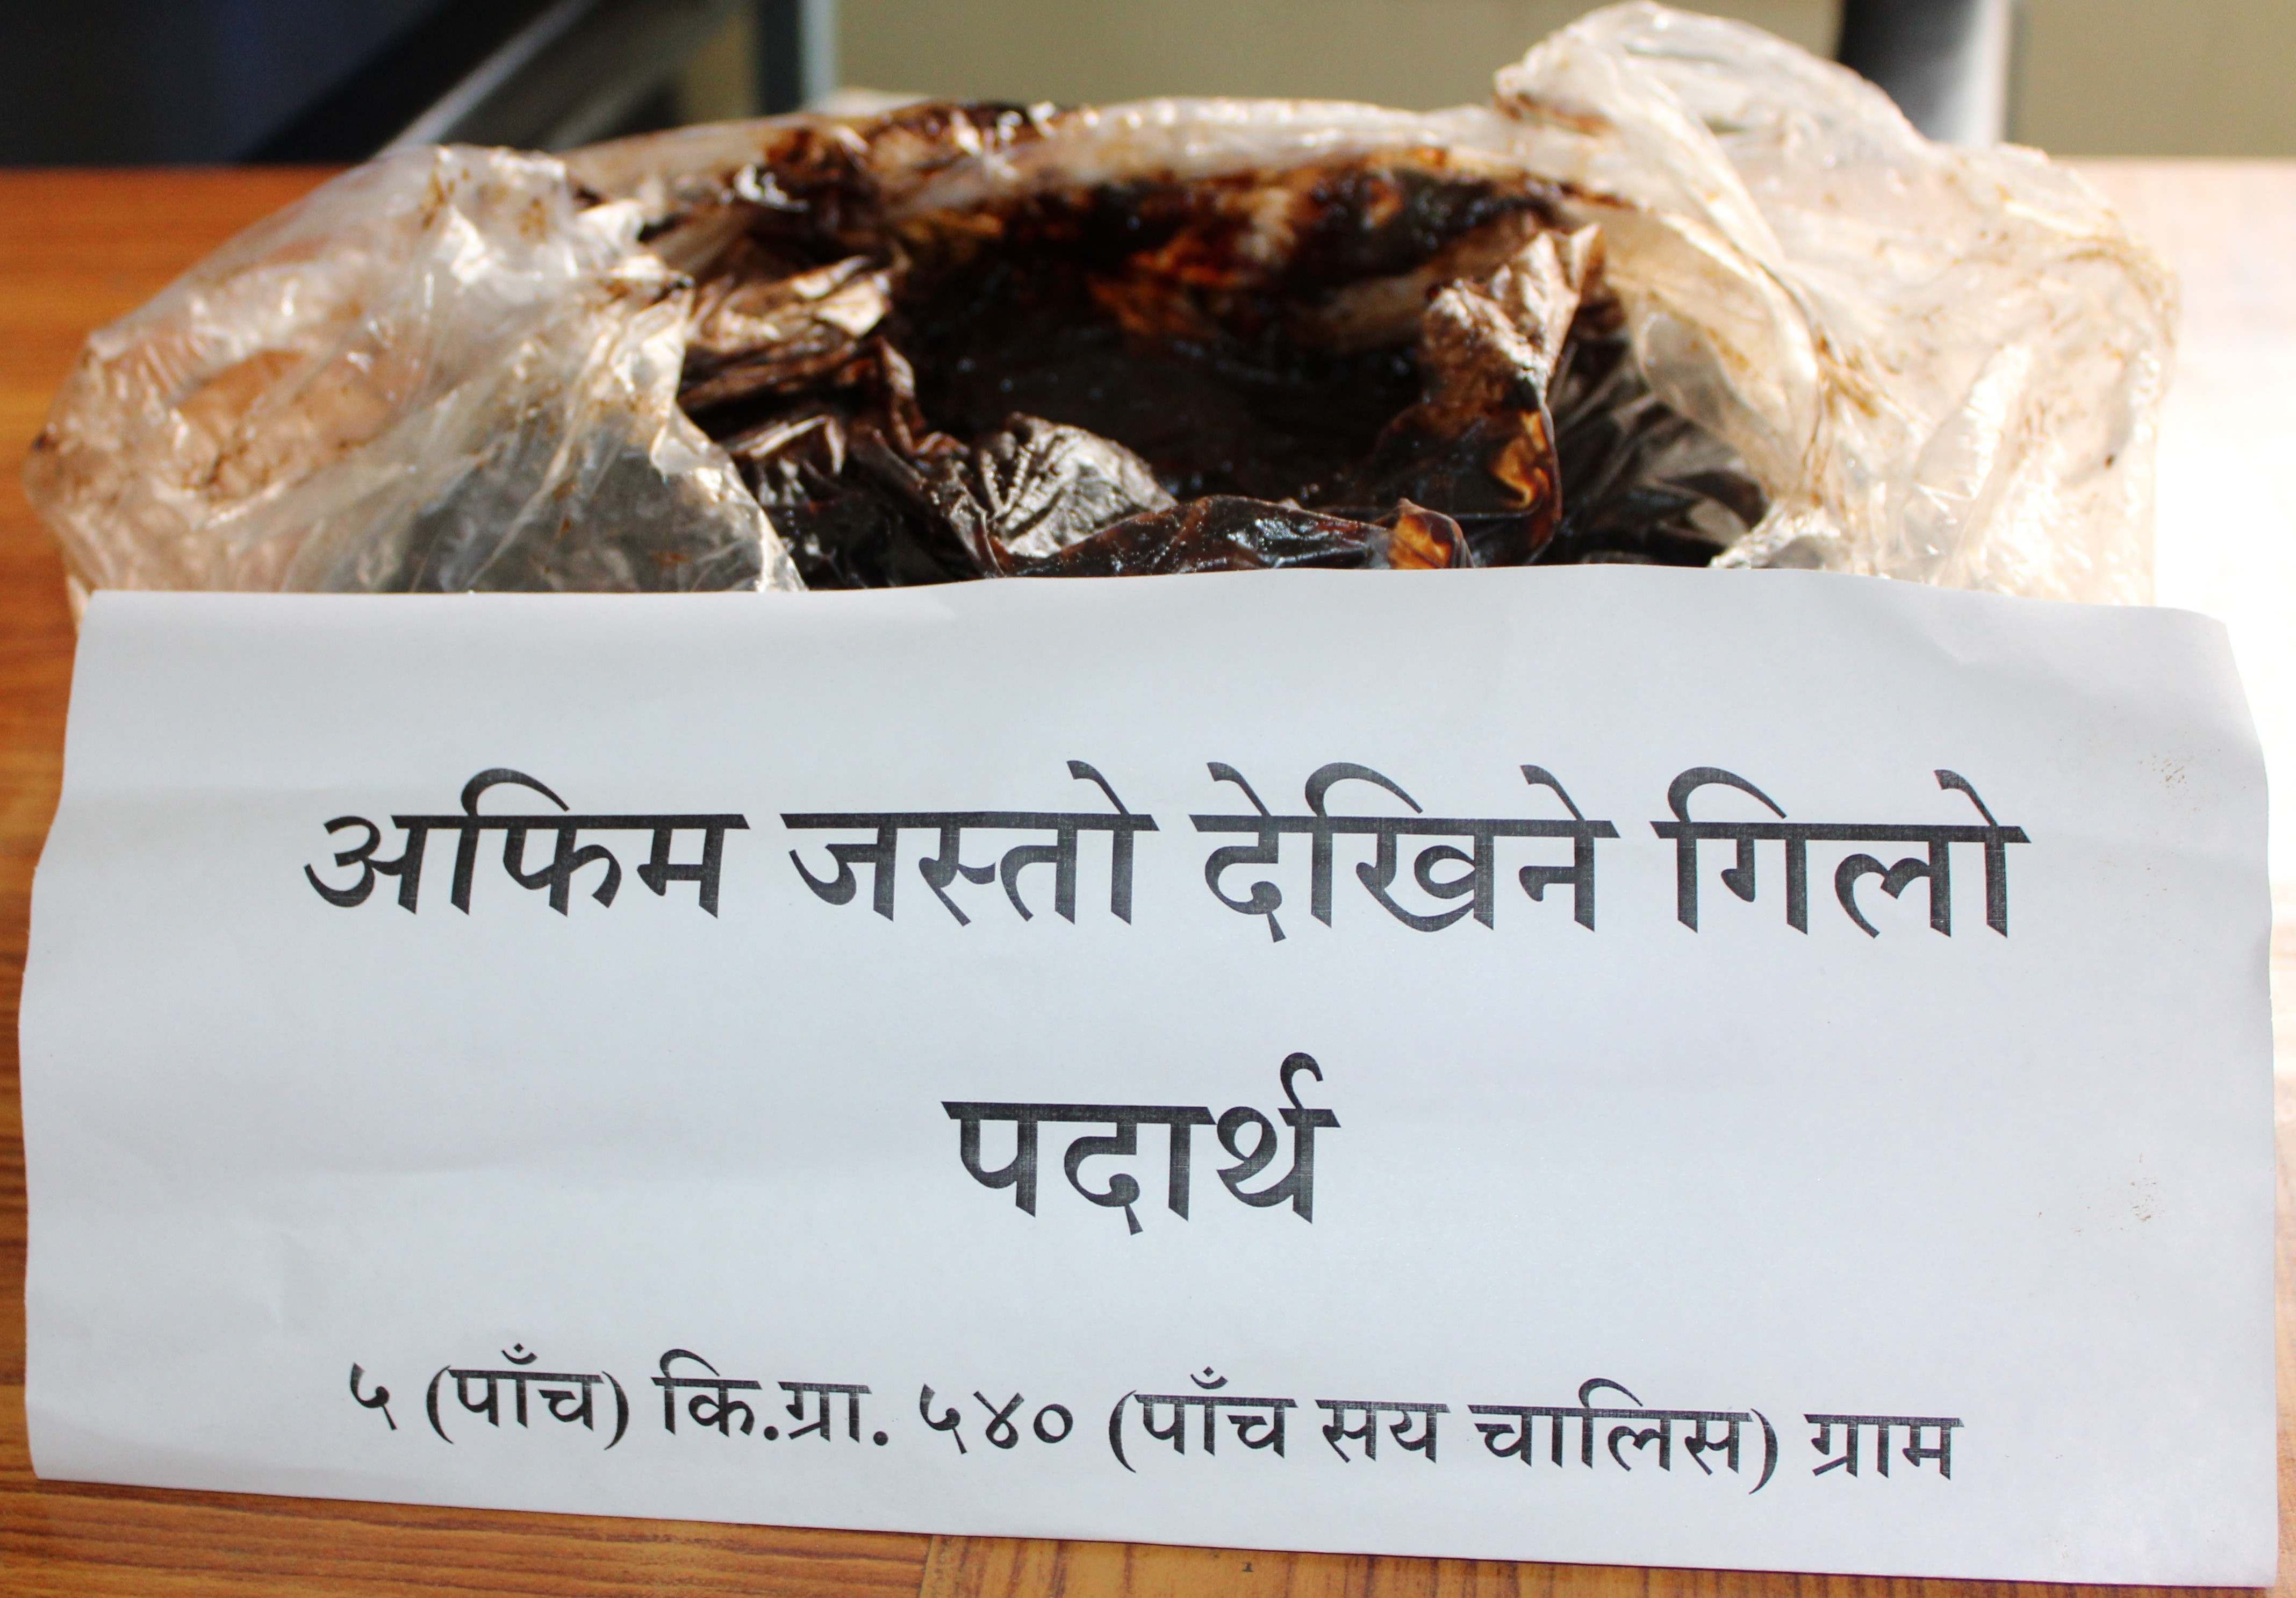 अफिम जस्तो देखिने गिलो
पदार्थ
५ (पाँच) कि.ग्रा. ५४० (पाँच सय चालिस) ग्राम